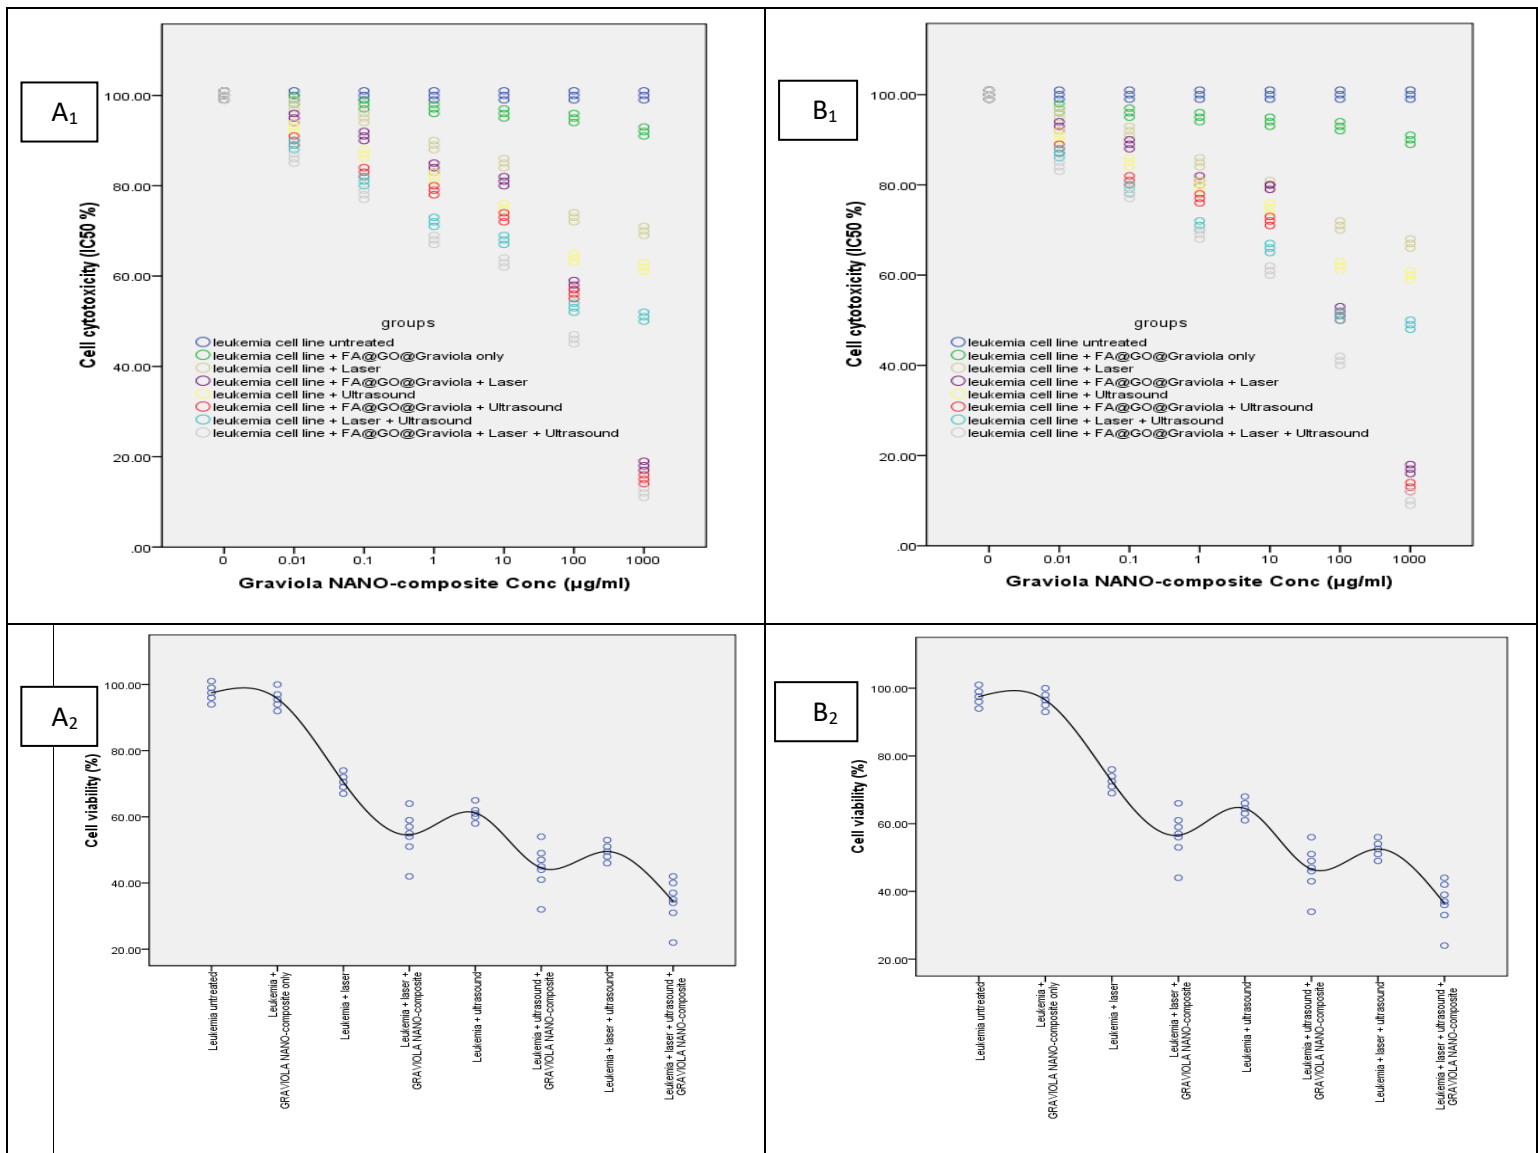 A1
Cell cytotoxicity (IC50 %)
100.00
80.00
60.00
40.00
20.00
.00
groups
leukemia cell line untreated
leukemia cell line + FA@GO@Graviola only
leukemia cell line + Laser
leukemia cell line + FA@GO@Graviola + Laser
leukemia cell line + Ultrasound
leukemia cell line + FA@GO@Graviola + Ultrasound
leukemia cell line + Laser + Ultrasound
leukemia cell line + FA@GO@Graviola + Laser + Ultrasound
0 0.01 0.1 1 10 100 1000
Graviola NANO-composite Conc (µg/ml)
B1
Cell cytotoxicity (IC50 %)
100.00
80.00
60.00
40.00
20.00
.00
groups
leukemia cell line untreated
leukemia cell line + FA@GO@Graviola only
leukemia cell line + Laser
leukemia cell line + FA@GO@Graviola + Laser
leukemia cell line + Ultrasound
leukemia cell line + FA@GO@Graviola + Ultrasound
leukemia cell line + Laser + Ultrasound
leukemia cell line + FA@GO@Graviola + Laser + Ultrasound
0 0.01 0.1 1 10 100 1000
Graviola NANO-composite Conc (µg/ml)
A2
Cell viability (%)
100.00
80.00
60.00
40.00
20.00
Leukemia untreated
Leukemia +
GRAVIOLA NANO-composite only
Leukemia + laser
Leukemia + laser +
GRAVIOLA NANO-composite
Leukemia + ultrasound
Leukemia + ultrasound +
GRAVIOLA NANO-composite
Leukemia + laser + ultrasound
Leukemia + laser + ultrasound +
GRAVIOLA NANO-composite
B2
Cell viability (%)
100.00
80.00
60.00
40.00
20.00
Leukemia untreated
Leukemia +
GRAVIOLA NANO-composite only
Leukemia + laser
Leukemia + laser +
GRAVIOLA NANO-composite
Leukemia + ultrasound
Leukemia + ultrasound +
GRAVIOLA NANO-composite
Leukemia + laser + ultrasound
Leukemia + laser + ultrasound +
GRAVIOLA NANO-composite